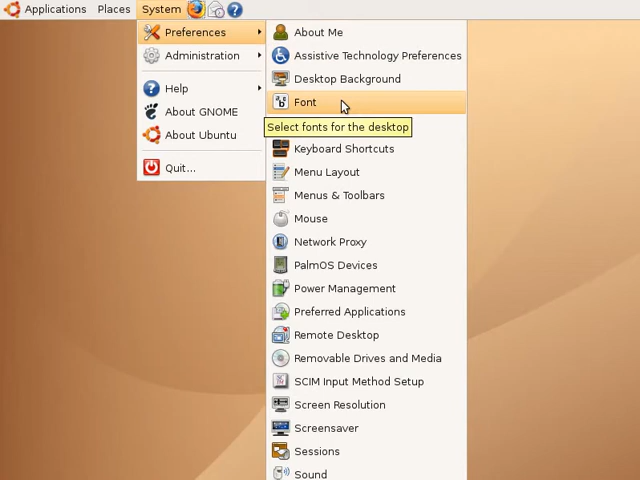 Applications Places System
Preferences
Administration
Help
About GNOME
About Ubuntu
Quit...
About Me
Assistive Technology Preferences
Desktop Background
Font
Select fonts for the desktop
Keyboard Shortcuts
Menu Layout
Menus & Toolbars
Mouse
Network Proxy
PalmOS Devices
Power Management
Preferred Applications
Remote Desktop
Removable Drives and Media
SCIM Input Method Setup
Screen Resolution
Screensaver
Sessions
Sound